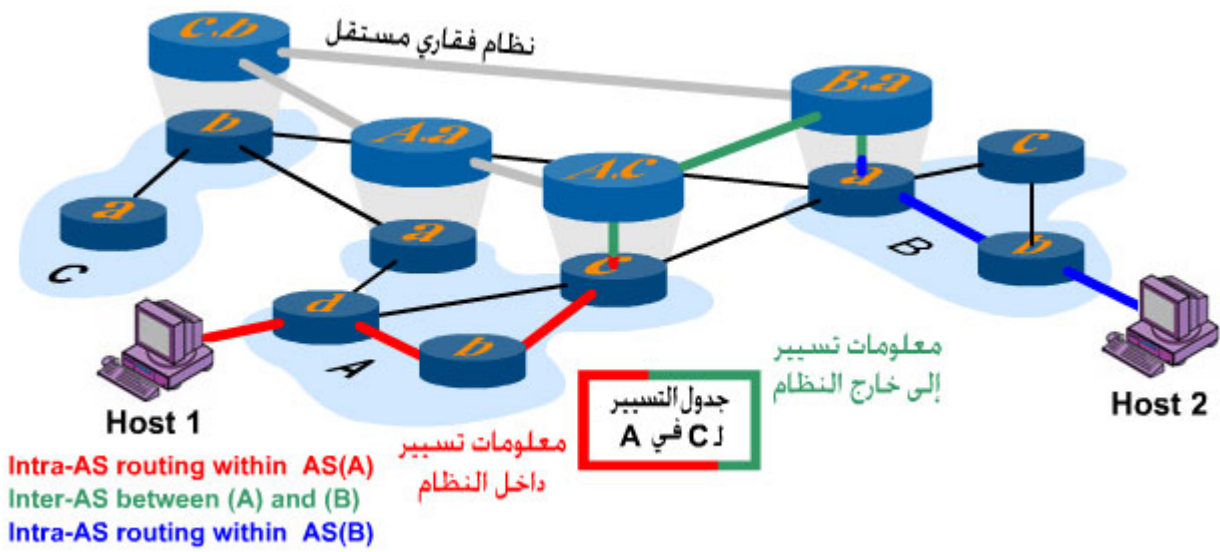 C.b
نظام فقاري مستقل
B.a
b
A.a
c
a
A.c
a
a
B
b
C
c
d
A
b
معلومات تسيير
إلى خارج النظام
جدول التسيير
لـ C في A
Host 1
Host 2
معلومات تسيير
داخل النظام
Intra-AS routing within AS(A)
Inter-AS between (A) and (B)
Intra-AS routing within AS(B)